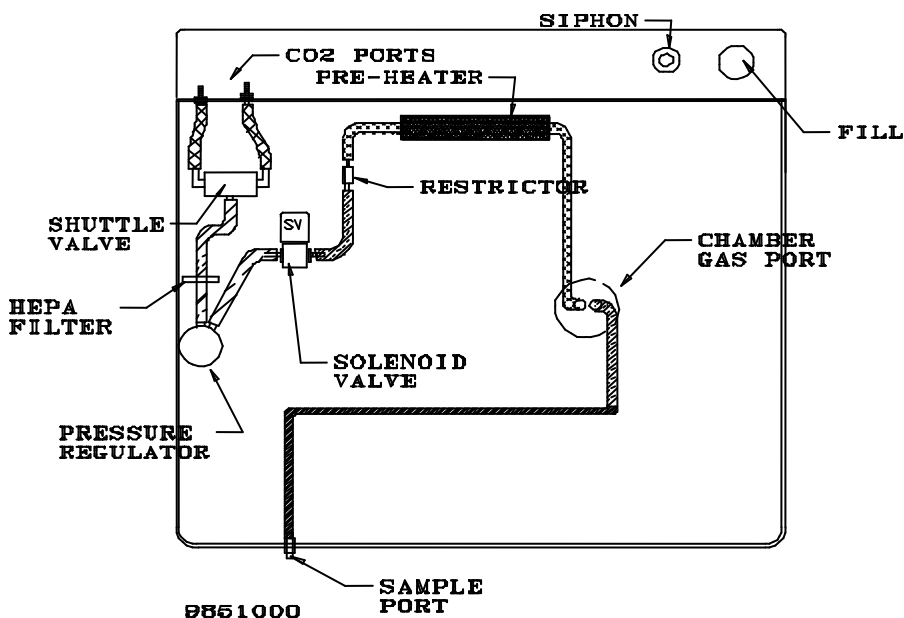 SIPHON
CO2 PORTS
PRE-HEATER
FILL
RESTRICTOR
SHUTTLE
VALVE
SV
CHAMBER
GAS PORT
HEPA
FILTER
SOLENOID
VALVE
PRESSURE
REGULATOR
SAMPLE
PORT
9851000